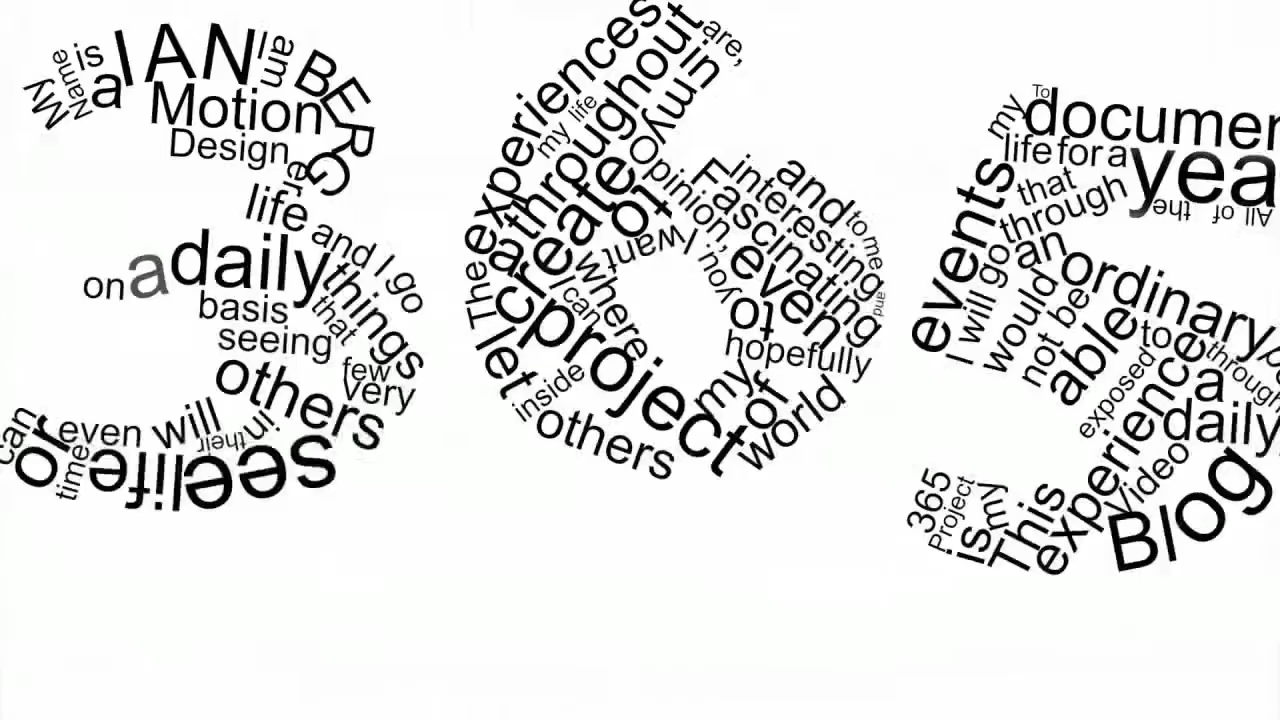 My
Name
is
IAN
BERG
I am
a
Motion
Design
er
life
and I go
on
a
daily
basis
seeing
things
that
few
very
others
can
or
even will
in
their
time
see
life
The
experiences
are,
a
throughout
my life
in
my
Opinion,
create
to
I want
you
where
I
can
c
project
let
inside
others
Fascinating
interesting
and
to me
and
even
to
hopefully
my
of
world
To
documen
my
life for a
yea
All of the
events
that
through
I will go
an
ordinary
would
not be
able
to
exposed
through
e
a
daily
experience
Video
Blog
365
Project
is
my
This